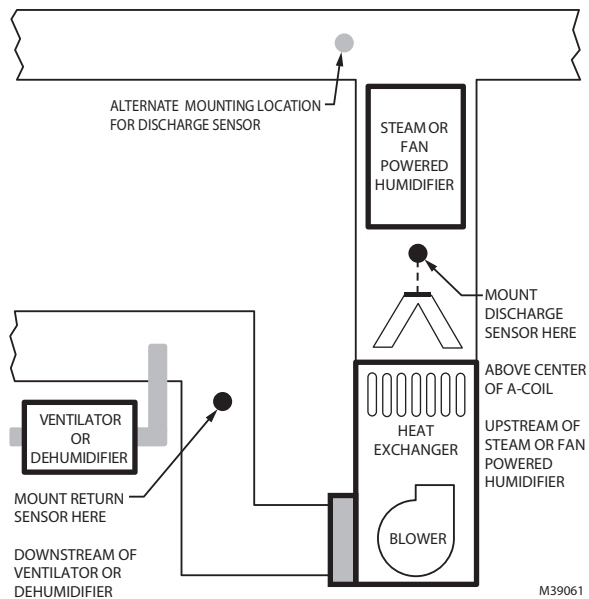 ALTERNATE MOUNTING LOCATION
FOR DISCHARGE SENSOR
STEAM OR
FAN
POWERED
HUMIDIFIER
MOUNT
DISCHARGE
SENSOR HERE
ABOVE CENTER
OF A-COIL
UPSTREAM OF
STEAM OR FAN
POWERED
HUMIDIFIER
HEAT
EXCHANGER
BLOWER
VENTILATOR
OR
DEHUMIDIFIER
MOUNT RETURN
SENSOR HERE
DOWNSTREAM OF
VENTILATOR OR
DEHUMIDIFIER
M39061